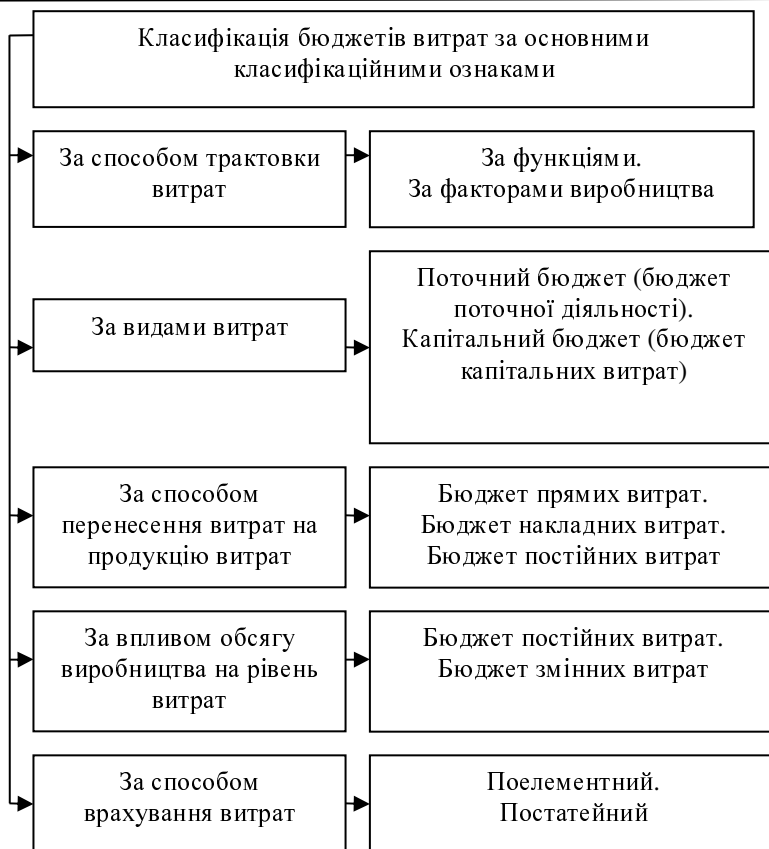 Класифікація бюджетів витрат за основними
класифікаційними ознаками
За способом трактовки
витрат
За функціями.
За факторами виробництва
За видами витрат
Поточний бюджет (бюджет
поточної діяльності).
Капітальний бюджет (бюджет
капітальних витрат)
За способом
перенесення витрат на
продукцію витрат
Бюджет прямих витрат.
Бюджет накладних витрат.
Бюджет постійних витрат
За впливом обсягу
виробництва на рівень
витрат
Бюджет постійних витрат.
Бюджет змінних витрат
За способом
врахування витрат
Поелементний.
Постатейний